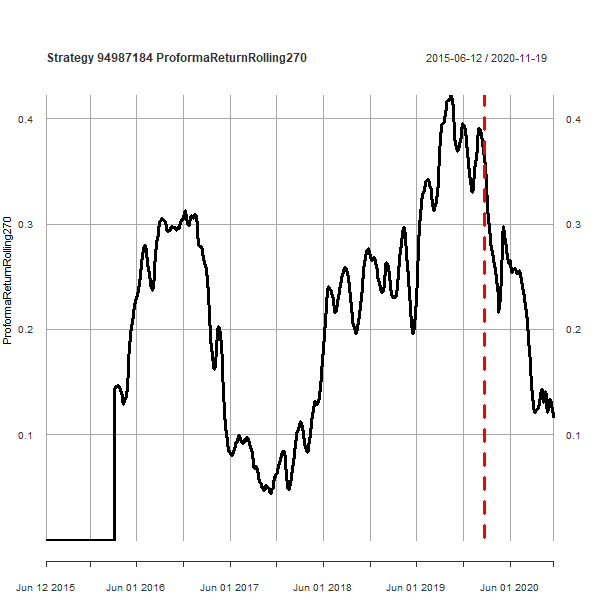 Strategy 94987184 ProformaReturnRolling270
2015-06-12 / 2020-11-19
ProformaReturnRolling270
0.4
0.4
0.3
0.3
0.2
0.2
0.1
0.1
Jun 12 2015
Jun 01 2016
Jun 01 2017
Jun 01 2018
Jun 01 2019
Jun 01 2020